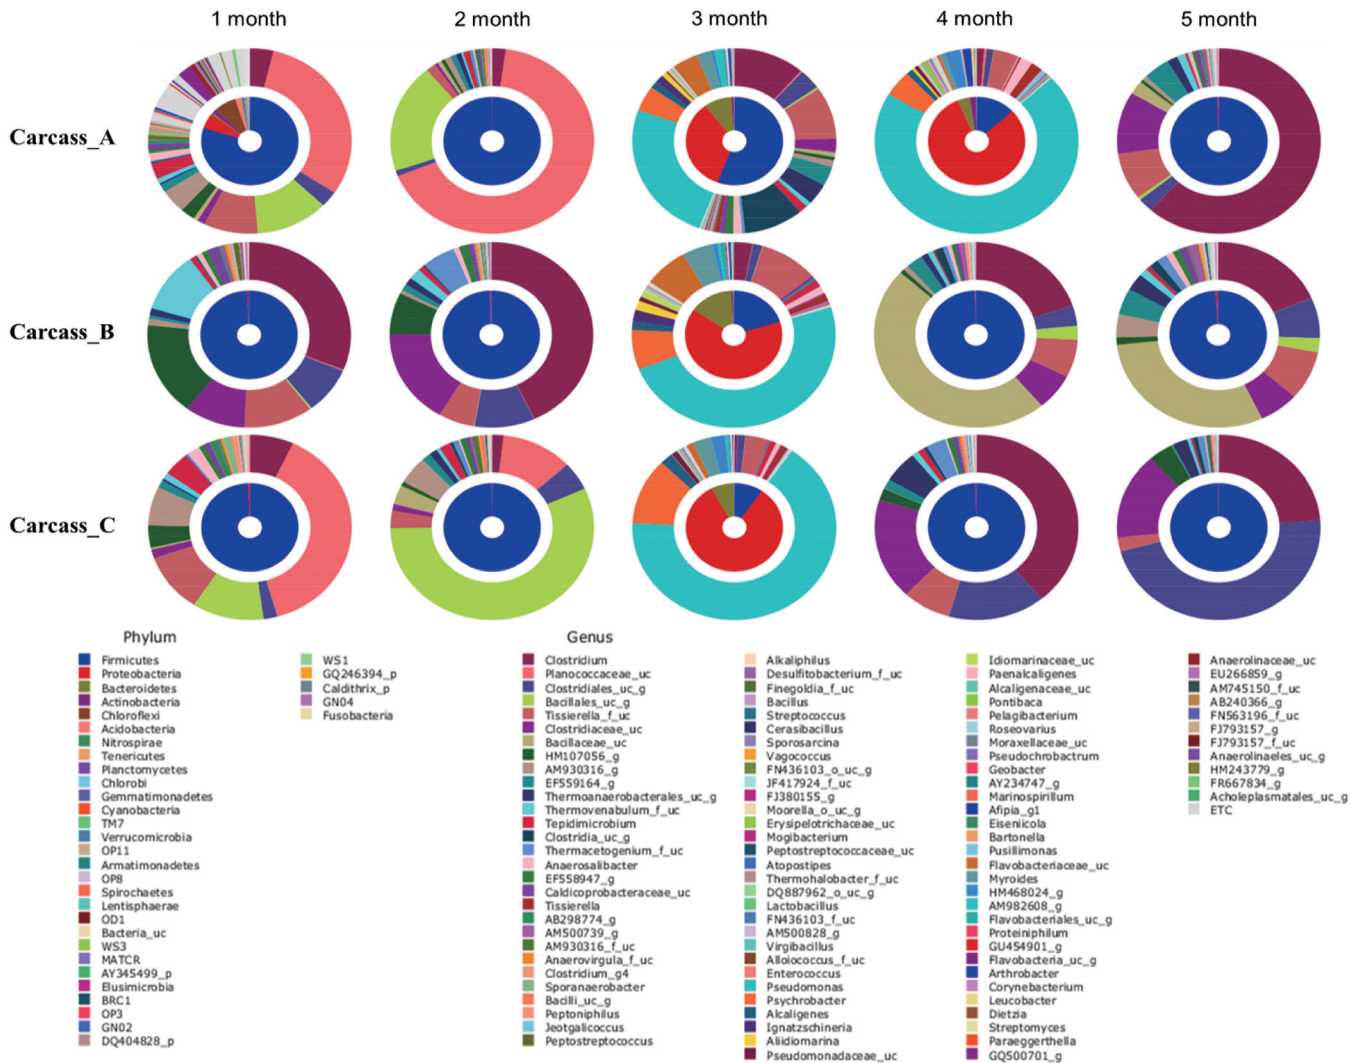 1 month 2 month 3 month 4 month 5 month
Carcass_A
Carcass_B
Carcass_C
Phylum
Firmicutes
Proteobacteria
Bacteroidetes
Actinobacteria
Chloroflexi
Acidobacteria
Nitrospirae
Tenericutes
Planctomycetes
Chlorobi
Gemmatimonadetes
Cyanobacteria
TM7
Verrucomicrobia
OP11
Armatimonadetes
OP8
Spirochaetes
Lentisphaerae
OD1
Bacteria_uc
WS3
MATCR
AY345499_p
Elusimicrobia
BRC1
OP3
GN02
DQ404828_p
WS1
GQ246394_p
Caldithrix_p
GN04
Fusobacteria
Genus
Clostridium
Planococcaceae_uc
Clostridiales_uc_g
Bacillales_uc_g
Tissierella_f_uc
Clostridiaceae_uc
Bacillaceae_uc
HM107056_g
AM930316_g
EF559164_g
Thermoanaerobacterales_uc_g
Thermovenabulum_f_uc
Tepidimicrobium
Clostridia_uc_g
Thermacetogenium_f_uc
Anaerosalibacter
EF558947_g
Caldicoprobacteraceae_uc
Tissierella
AB298774_g
AM500739_g
AM930316_f_uc
Anaerovirgula_f_uc
Clostridium_g4
Sporanaerobacter
Bacilli_uc_g
Peptoniphilus
Jeotgalicoccus
Peptostreptococcus
Alkaliphilus
Desulfitobacterium_f_uc
Finegoldia_f_uc
Bacillus
Streptococcus
Cerasibacillus
Sporosarcina
Vagococcus
FN436103_o_uc_g
JF417924_f_uc
FJ380155_g
Moorella_o_uc_g
Erysipelotrichaceae_uc
Mogibacterium
Peptostreptococcaceae_uc
Atopostipes
Thermohalobacter_f_uc
DQ887962_o_uc_g
Lactobacillus
FN436103_f_uc
AM500828_g
Virgibacillus
Alloiococcus_f_uc
Enterococcus
Pseudomonas
Psychrobacter
Alcaligenes
Ignatzschineria
Aliidiomarina
Pseudomonadaceae_uc
Idiomarinaceae_uc
Paenalcaligenes
Alcaligenaceae_uc
Pontibaca
Pelagibacterium
Roseovarius
Moraxellaceae_uc
Pseudochrobactrum
Geobacter
AY234747_g
Marinospirillum
Afipia_g1
Eiseniicola
Bartonella
Pusillimonas
Flavobacteriaceae_uc
Myroides
HM468024_g
AM982608_g
Flavobacteriales_uc_g
Proteiniphilum
GU454901_g
Flavobacteria_uc_g
Arthrobacter
Corynebacterium
Leucobacter
Dietzia
Streptomyces
Paraeggerthella
GQ500701_g
Anaerolinaceae_uc
EU266859_g
AM745150_f_uc
AB240366_g
FN563196_f_uc
FJ793157_g
FJ793157_f_uc
Anaerolinaeles_uc_g
HM243779_g
FR667834_g
Acholeplasmatales_uc_g
ETC